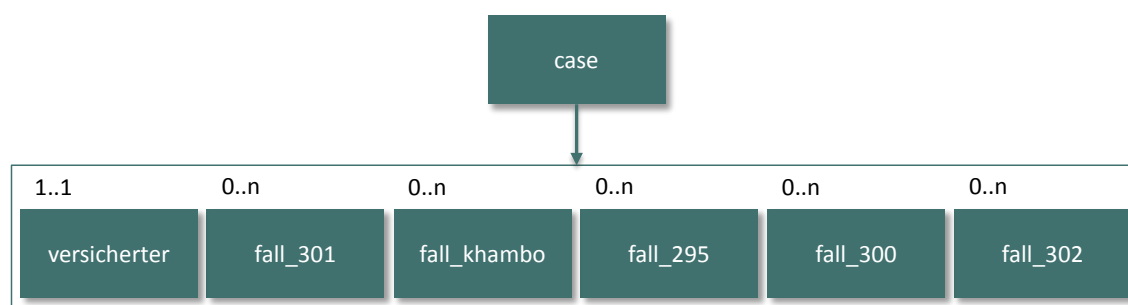 case
1..1 0..n 0..n 0..n 0..n 0..n
versicherter fall_301 fall_khambo fall_295 fall_300 fall_302